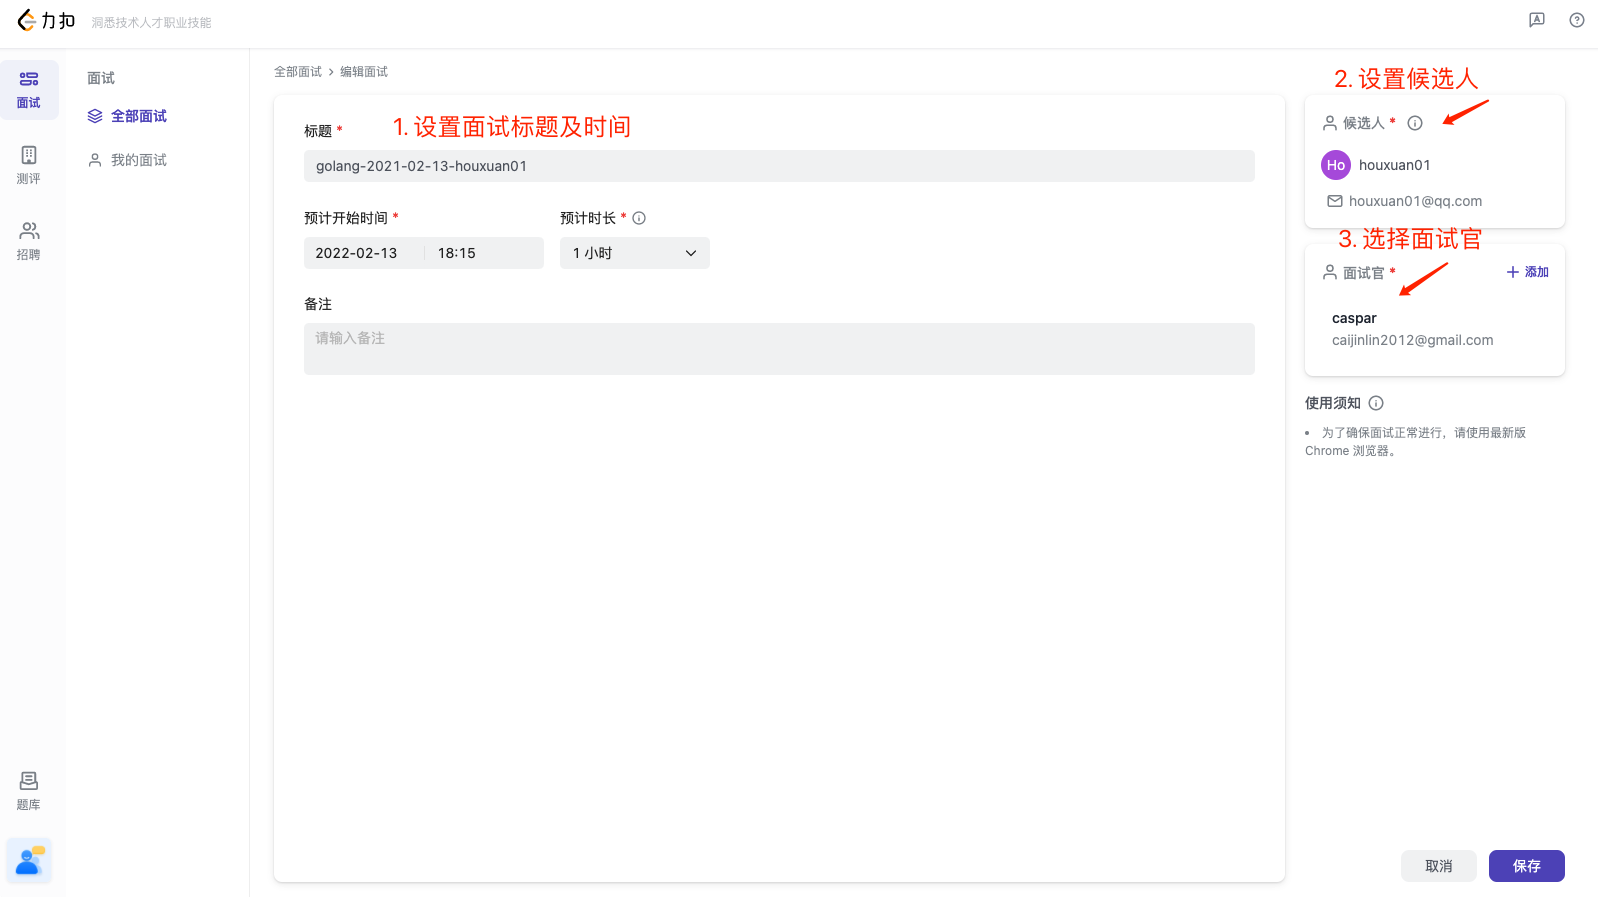 力扣 洞悉技术人才职业技能
面试
测评
招聘
题库
面试
全部面试
我的面试
全部面试 > 编辑面试
标题 * 1. 设置面试标题及时间
golang-2021-02-13-houxuan01
预计开始时间 * 预计时长 *
2022-02-13 18:15 1 小时
备注
请输入备注
2. 设置候选人
候选人 *
Ho houxuan01
houxuan01@qq.com
3. 选择面试官
面试官 * + 添加
caspar
caijinlin2012@gmail.com
使用须知
• 为了确保面试正常进行，请使用最新版
Chrome 浏览器。
取消 保存